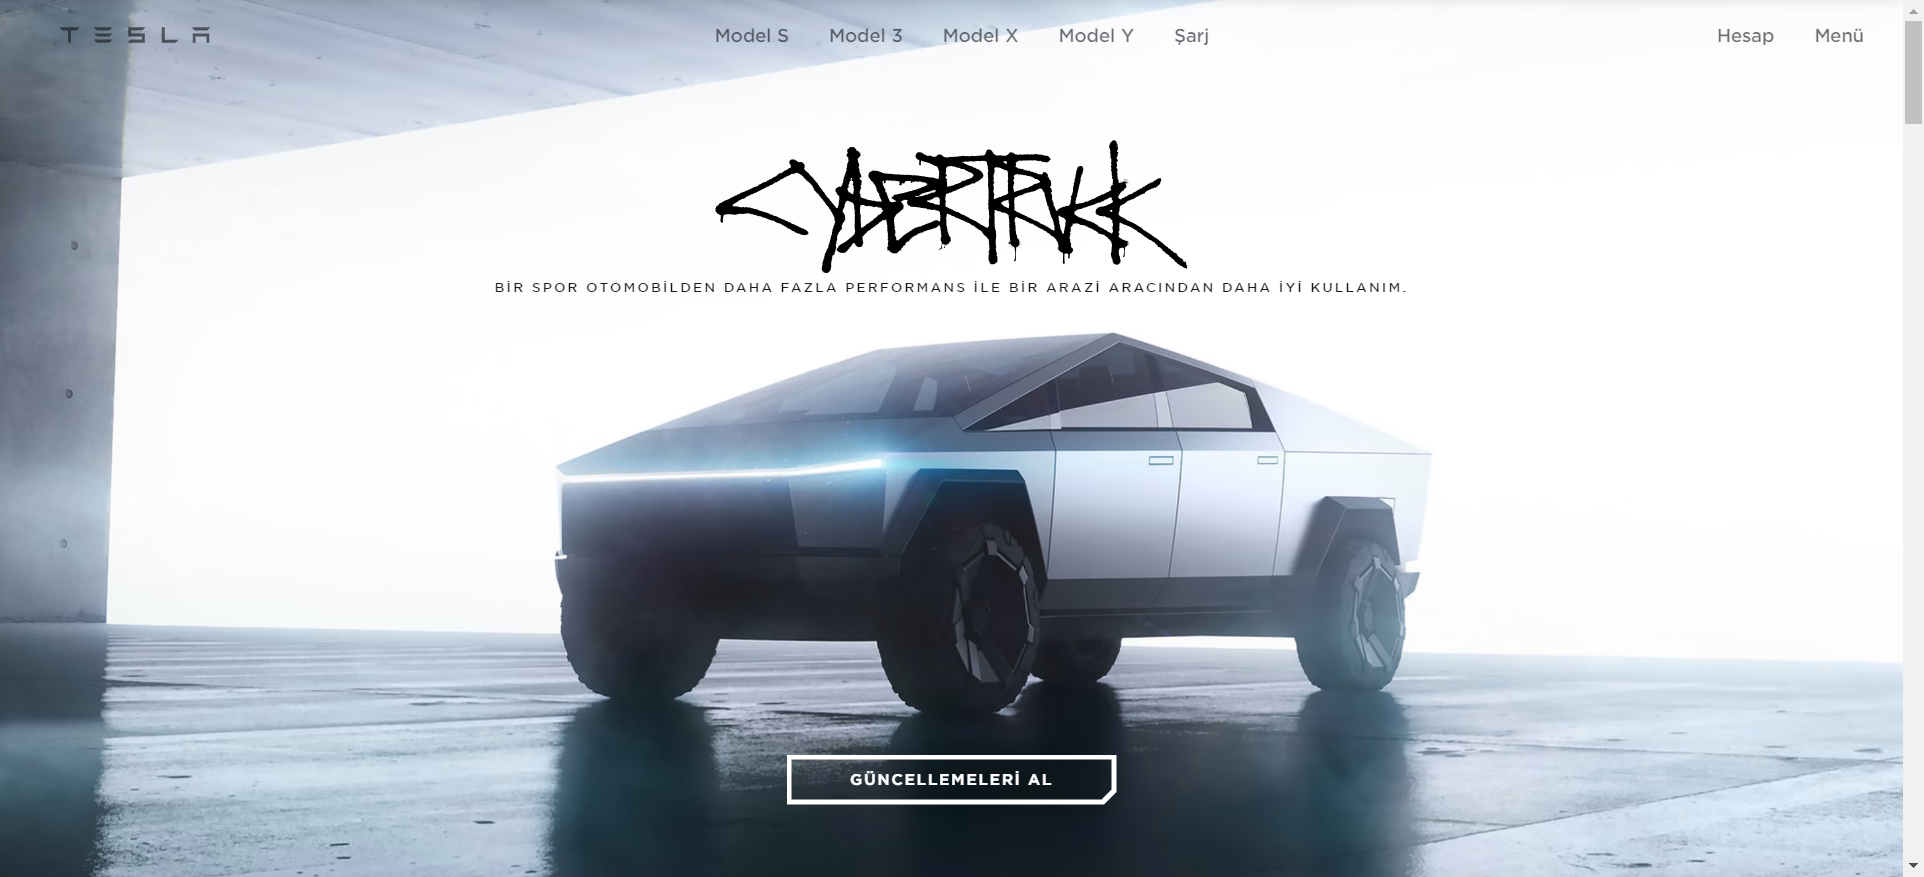 TESLA
Model S Model 3 Model X Model Y Şarj
Hesap Menü
CYBERTRUCK
BİR SPOR OTOMOBİLDEN DAHA FAZLA PERFORMANS İLE BİR ARAZİ ARACINDAN DAHA İYİ KULLANIM.
GÜNCELLEMELERİ AL